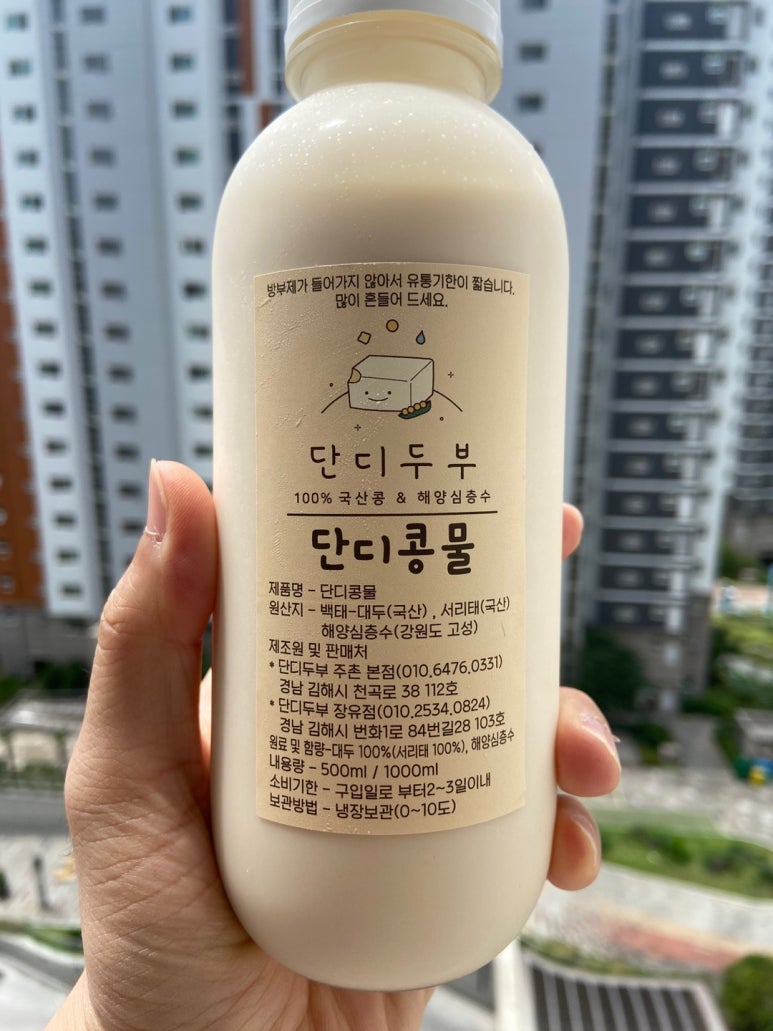 방부제가 들어가지 않아서 유통기한이 짧습니다.
많이 흔들어 드세요.
단디두부
100% 국산콩 & 해양심층수
단디콩물
제품명 - 단디콩물
원산지 - 백태-대두(국산) , 서리태(국산)
해양심층수(강원도 고성)
제조원 및 판매처
* 단디두부 주촌 본점(010.6476.0331)
경남 김해시 천곡로 38 112호
* 단디두부 장유점(010.2534.0824)
경남 김해시 번화1로 84번길28 103호
원료 및 함량-대두 100%(서리태 100%), 해양심층수
내용량 - 500ml / 1000ml
소비기한 - 구입일로 부터2~3일이내
보관방법 - 냉장보관(0~10도)